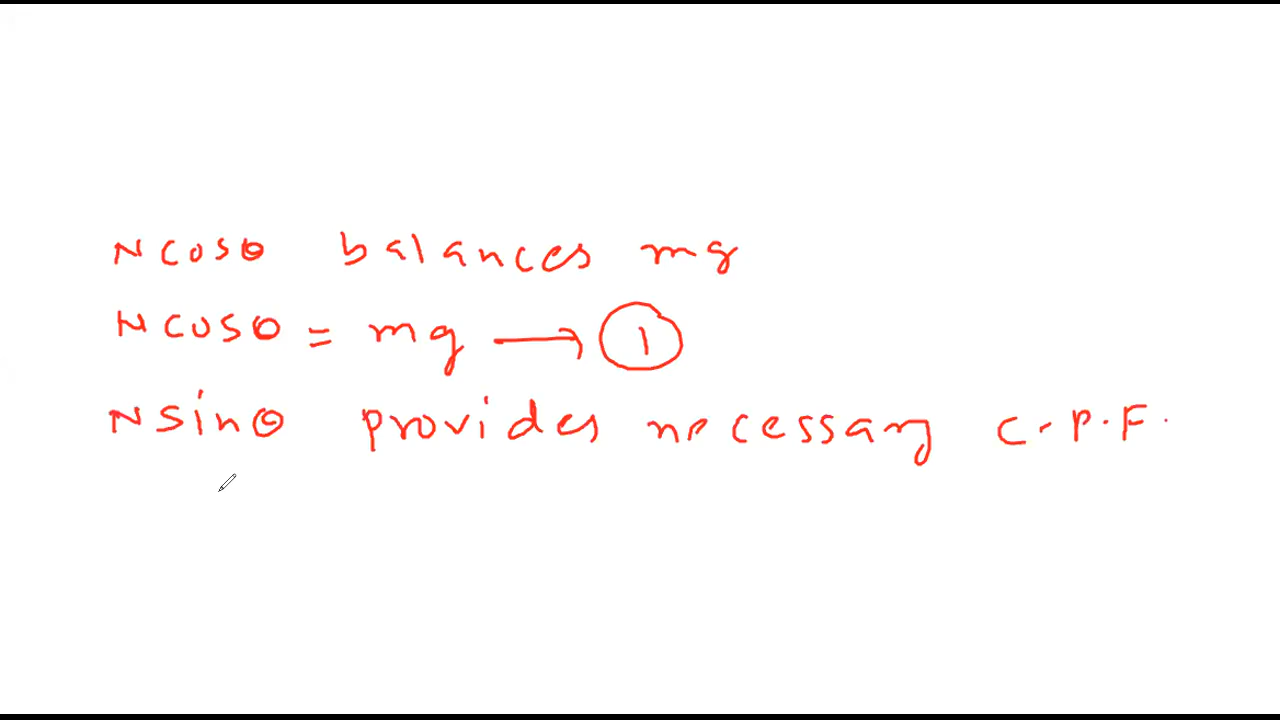 Ncosθ balances mg
Ncosθ = mg → 1
Nsinθ provides necessary C.P.F.